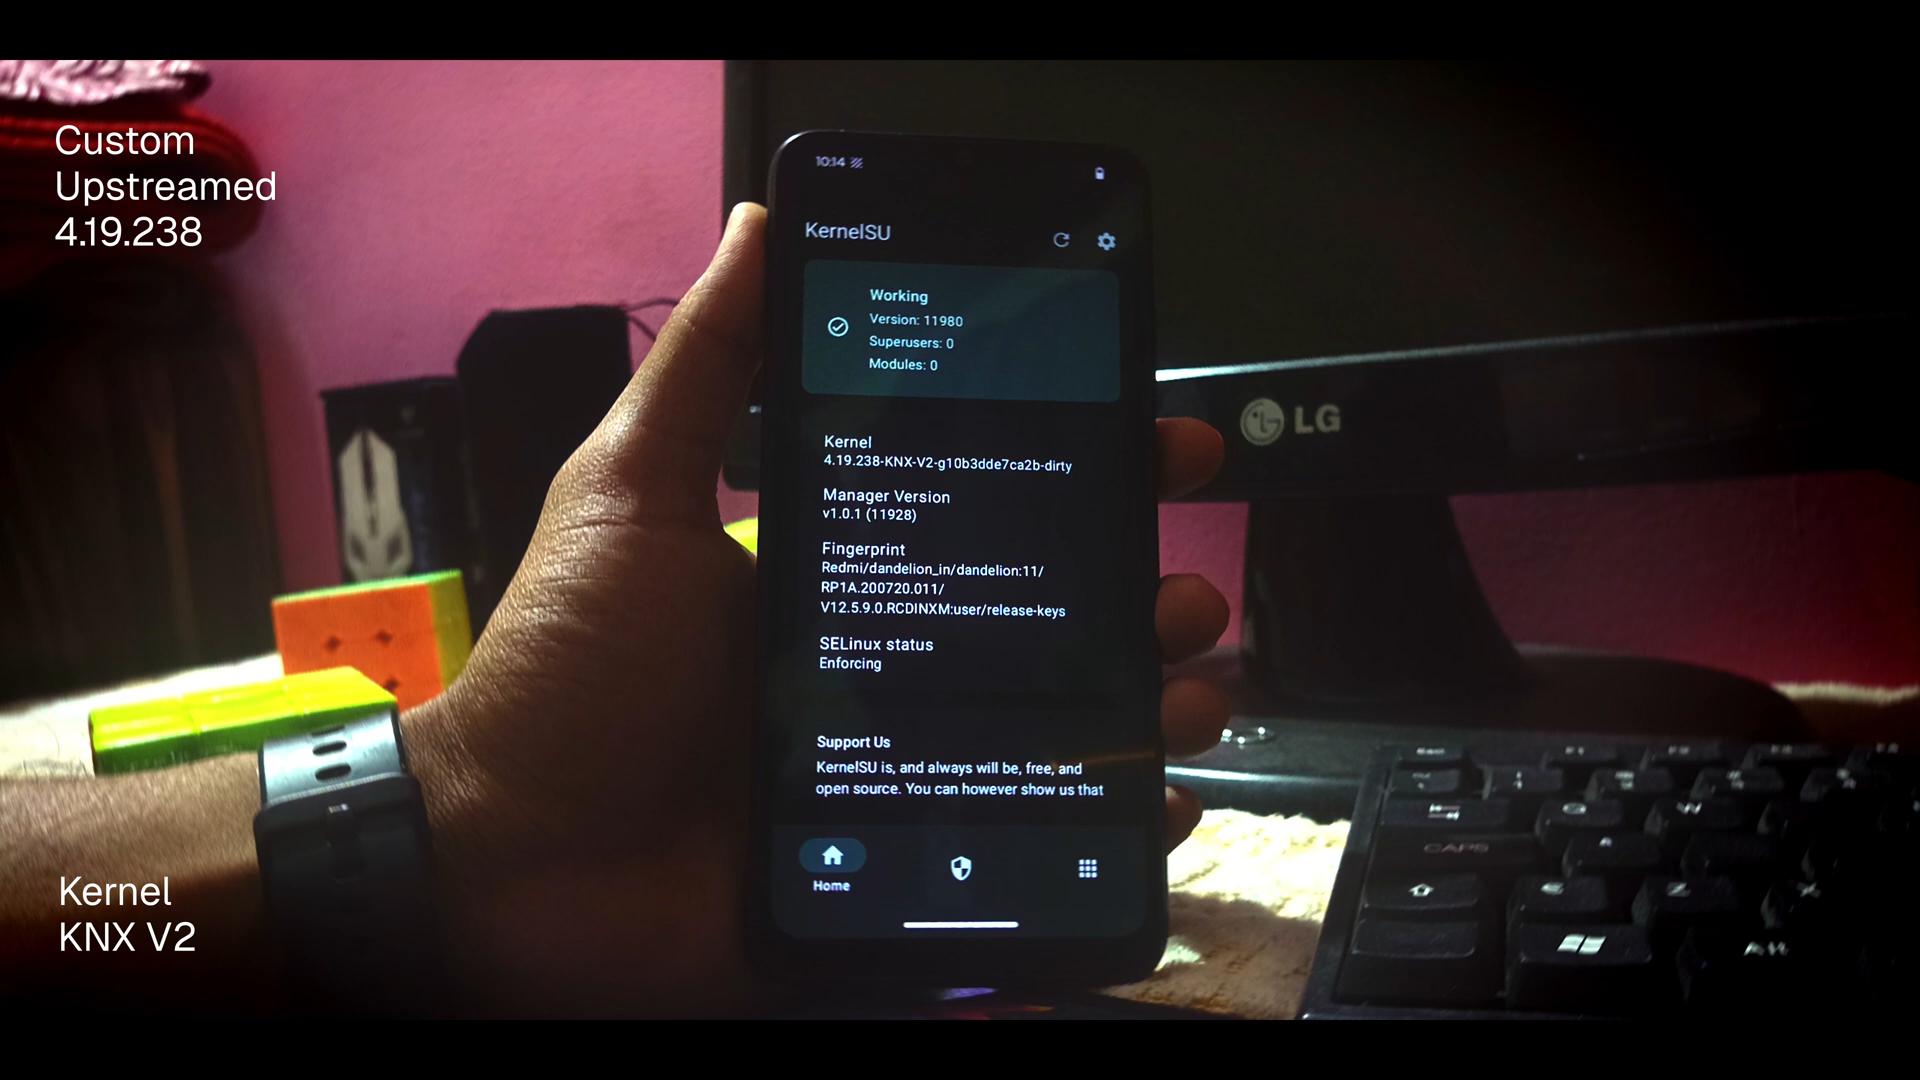 Custom
Upstreamed
4.19.238
10:14
KernelSU
Working
Version: 11980
Superusers: 0
Modules: 0
Kernel
4.19.238-KNX-V2-g10b3dde7ca2b-dirty
Manager Version
v1.0.1 (11928)
Fingerprint
Redmi/dandelion_in/dandelion:11/
RP1A.200720.011/
V12.5.9.0.RCDINXM:user/release-keys
SELinux status
Enforcing
Support Us
KernelSU is, and always will be, free, and
open source. You can however show us that
Home
LG
CAPS
Alt
Kernel
KNX V2